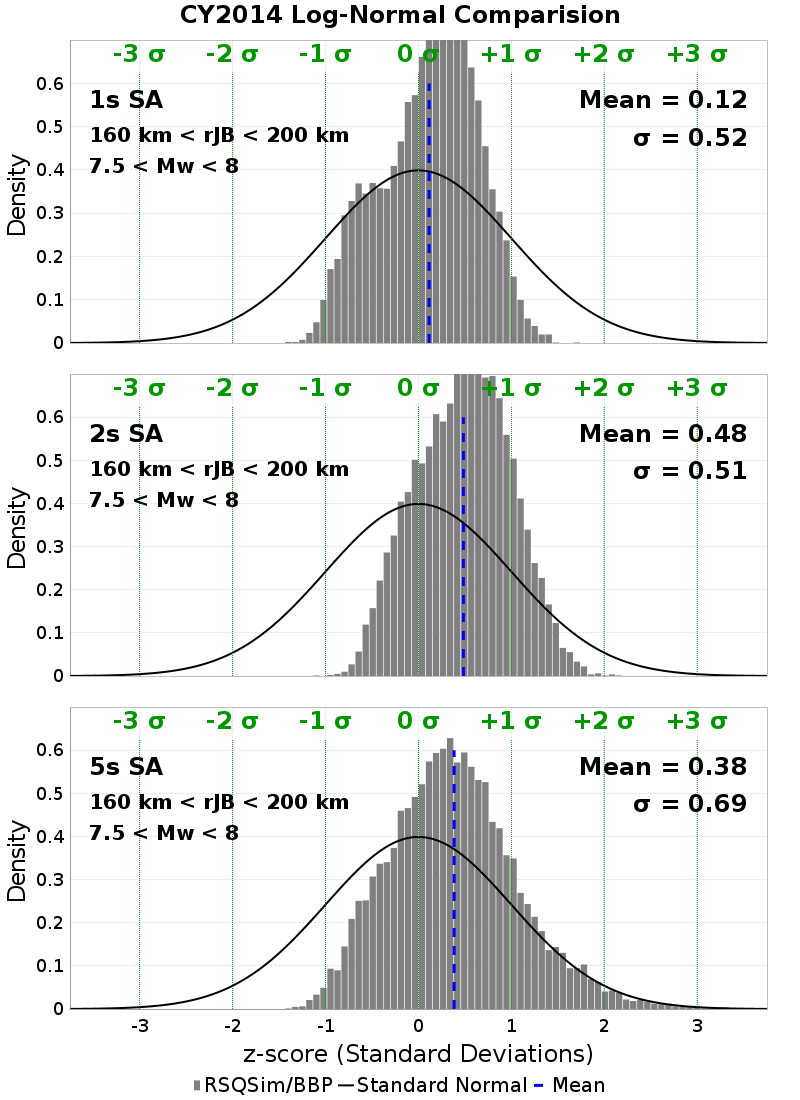 CY2014 Log-Normal Comparision
-3 σ -2 σ -1 σ 0 σ +1 σ +2 σ +3 σ
1s SA Mean = 0.12
160 km < rJB < 200 km σ = 0.52
7.5 < Mw < 8
Density
0.6
0.5
0.4
0.3
0.2
0.1
0
-3 σ -2 σ -1 σ 0 σ +1 σ +2 σ +3 σ
2s SA Mean = 0.48
160 km < rJB < 200 km σ = 0.51
7.5 < Mw < 8
Density
0.6
0.5
0.4
0.3
0.2
0.1
0
-3 σ -2 σ -1 σ 0 σ +1 σ +2 σ +3 σ
5s SA Mean = 0.38
160 km < rJB < 200 km σ = 0.69
7.5 < Mw < 8
Density
0.6
0.5
0.4
0.3
0.2
0.1
0
-3 -2 -1 0 1 2 3
z-score (Standard Deviations)
RSQSim/BBP Standard Normal Mean